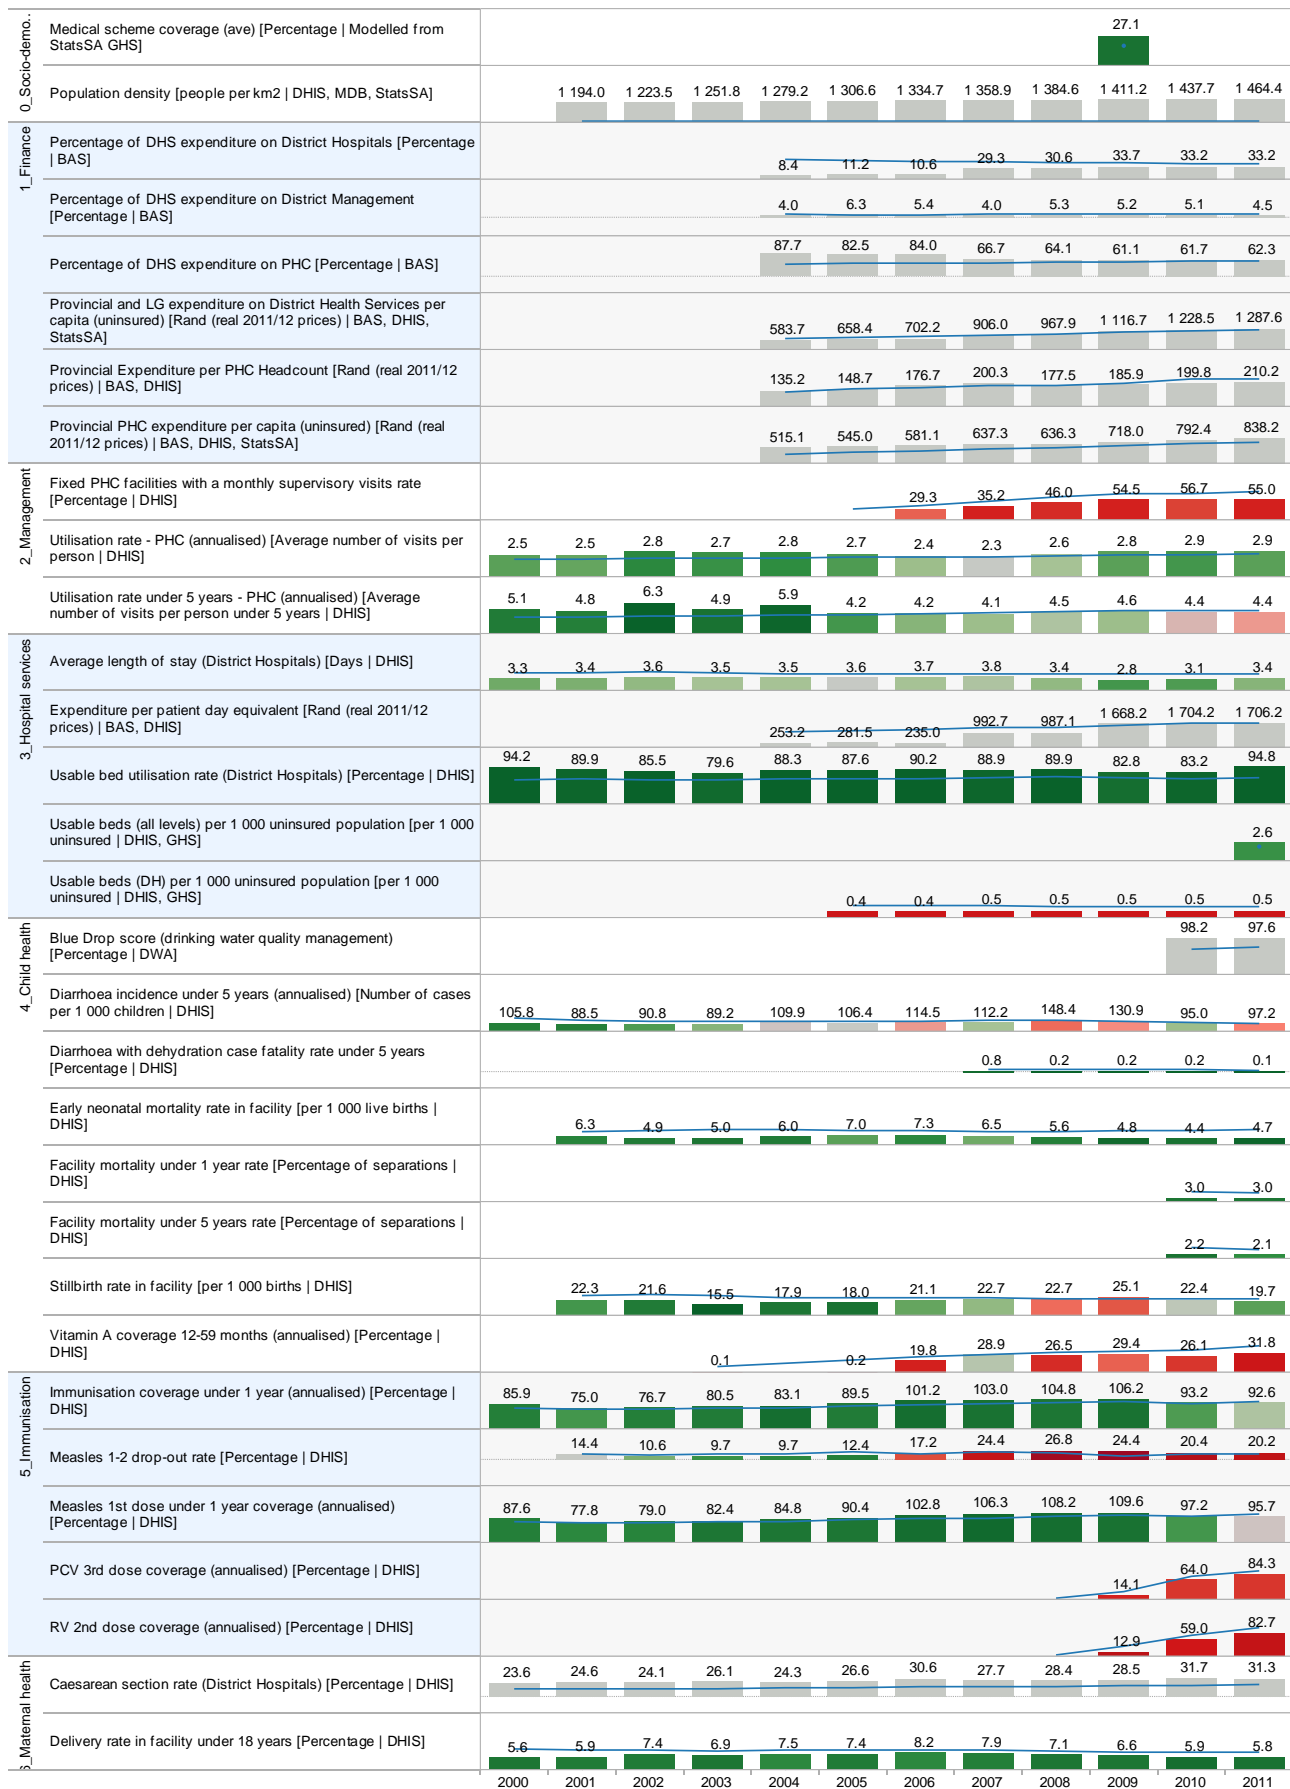 0_Socio-demo..
Medical scheme coverage (ave) [Percentage | Modelled from
StatsSA GHS]
27.1
Population density [people per km2 | DHIS, MDB, StatsSA]
1 194.0 1 223.5 1 251.8 1 279.2 1 306.6 1 334.7 1 358.9 1 384.6 1 411.2 1 437.7 1 464.4
1_Finance
Percentage of DHS expenditure on District Hospitals [Percentage
| BAS]
8.4 11.2 10.6 29.3 30.6 33.7 33.2 33.2
Percentage of DHS expenditure on District Management
[Percentage | BAS]
4.0 6.3 5.4 4.0 5.3 5.2 5.1 4.5
Percentage of DHS expenditure on PHC [Percentage | BAS]
87.7 82.5 84.0 66.7 64.1 61.1 61.7 62.3
Provincial and LG expenditure on District Health Services per
capita (uninsured) [Rand (real 2011/12 prices) | BAS, DHIS,
StatsSA]
583.7 658.4 702.2 906.0 967.9 1 116.7 1 228.5 1 287.6
Provincial Expenditure per PHC Headcount [Rand (real 2011/12
prices) | BAS, DHIS]
135.2 148.7 176.7 200.3 177.5 185.9 199.8 210.2
Provincial PHC expenditure per capita (uninsured) [Rand (real
2011/12 prices) | BAS, DHIS, StatsSA]
515.1 545.0 581.1 637.3 636.3 718.0 792.4 838.2
2_Management
Fixed PHC facilities with a monthly supervisory visits rate
[Percentage | DHIS]
29.3 35.2 46.0 54.5 56.7 55.0
Utilisation rate - PHC (annualised) [Average number of visits per
person | DHIS]
2.5 2.5 2.8 2.7 2.8 2.7 2.4 2.3 2.6 2.8 2.9 2.9
Utilisation rate under 5 years - PHC (annualised) [Average
number of visits per person under 5 years | DHIS]
5.1 4.8 6.3 4.9 5.9 4.2 4.2 4.1 4.5 4.6 4.4 4.4
3_Hospital services
Average length of stay (District Hospitals) [Days | DHIS]
3.3 3.4 3.6 3.5 3.5 3.6 3.7 3.8 3.4 2.8 3.1 3.4
Expenditure per patient day equivalent [Rand (real 2011/12
prices) | BAS, DHIS]
253.2 281.5 235.0 992.7 987.1 1 668.2 1 704.2 1 706.2
Usable bed utilisation rate (District Hospitals) [Percentage | DHIS]
94.2 89.9 85.5 79.6 88.3 87.6 90.2 88.9 89.9 82.8 83.2 94.8
Usable beds (all levels) per 1 000 uninsured population [per 1 000
uninsured | DHIS, GHS]
2.6
Usable beds (DH) per 1 000 uninsured population [per 1 000
uninsured | DHIS, GHS]
0.4 0.4 0.5 0.5 0.5 0.5 0.5
4_Child health
Blue Drop score (drinking water quality management)
[Percentage | DWA]
98.2 97.6
Diarrhoea incidence under 5 years (annualised) [Number of cases
per 1 000 children | DHIS]
105.8 88.5 90.8 89.2 109.9 106.4 114.5 112.2 148.4 130.9 95.0 97.2
Diarrhoea with dehydration case fatality rate under 5 years
[Percentage | DHIS]
0.8 0.2 0.2 0.2 0.1
Early neonatal mortality rate in facility [per 1 000 live births |
DHIS]
6.3 4.9 5.0 6.0 7.0 7.3 6.5 5.6 4.8 4.4 4.7
Facility mortality under 1 year rate [Percentage of separations |
DHIS]
3.0 3.0
Facility mortality under 5 years rate [Percentage of separations |
DHIS]
2.2 2.1
Stillbirth rate in facility [per 1 000 births | DHIS]
22.3 21.6 15.5 17.9 18.0 21.1 22.7 22.7 25.1 22.4 19.7
Vitamin A coverage 12-59 months (annualised) [Percentage |
DHIS]
0.1 0.2 19.8 28.9 26.5 29.4 26.1 31.8
5_Immunisation
Immunisation coverage under 1 year (annualised) [Percentage |
DHIS]
85.9 75.0 76.7 80.5 83.1 89.5 101.2 103.0 104.8 106.2 93.2 92.6
Measles 1-2 drop-out rate [Percentage | DHIS]
14.4 10.6 9.7 9.7 12.4 17.2 24.4 26.8 24.4 20.4 20.2
Measles 1st dose under 1 year coverage (annualised)
[Percentage | DHIS]
87.6 77.8 79.0 82.4 84.8 90.4 102.8 106.3 108.2 109.6 97.2 95.7
PCV 3rd dose coverage (annualised) [Percentage | DHIS]
14.1 64.0 84.3
RV 2nd dose coverage (annualised) [Percentage | DHIS]
12.9 59.0 82.7
6_Maternal health
Caesarean section rate (District Hospitals) [Percentage | DHIS]
23.6 24.6 24.1 26.1 24.3 26.6 30.6 27.7 28.4 28.5 31.7 31.3
Delivery rate in facility under 18 years [Percentage | DHIS]
5.6 5.9 7.4 6.9 7.5 7.4 8.2 7.9 7.1 6.6 5.9 5.8
2000 2001 2002 2003 2004 2005 2006 2007 2008 2009 2010 2011